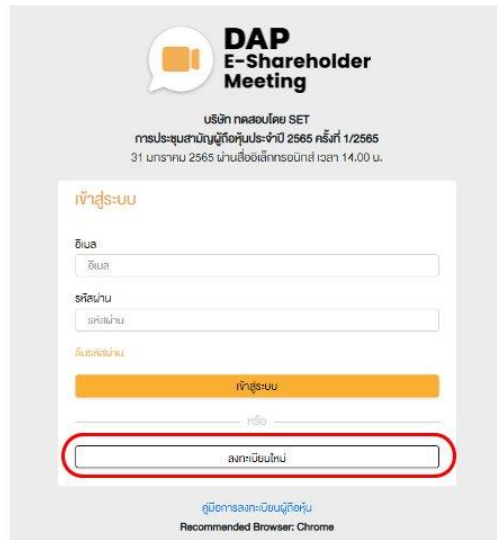 DAP
E-Shareholder
Meeting
บริษัท ทดสอบโดย SET
การประชุมสามัญผู้ถือหุ้นประจำปี 2565 ครั้งที่ 1/2565
31 มกราคม 2565 ผ่านสื่ออิเล็กทรอนิกส์ เวลา 14.00 น.
เข้าสู่ระบบ
อีเมล
อีเมล
รหัสผ่าน
รหัสผ่าน
ลืมรหัสผ่าน
เข้าสู่ระบบ
หรือ
ลงทะเบียนใหม่
คู่มือการลงทะเบียนผู้ถือหุ้น
Recommended Browser: Chrome